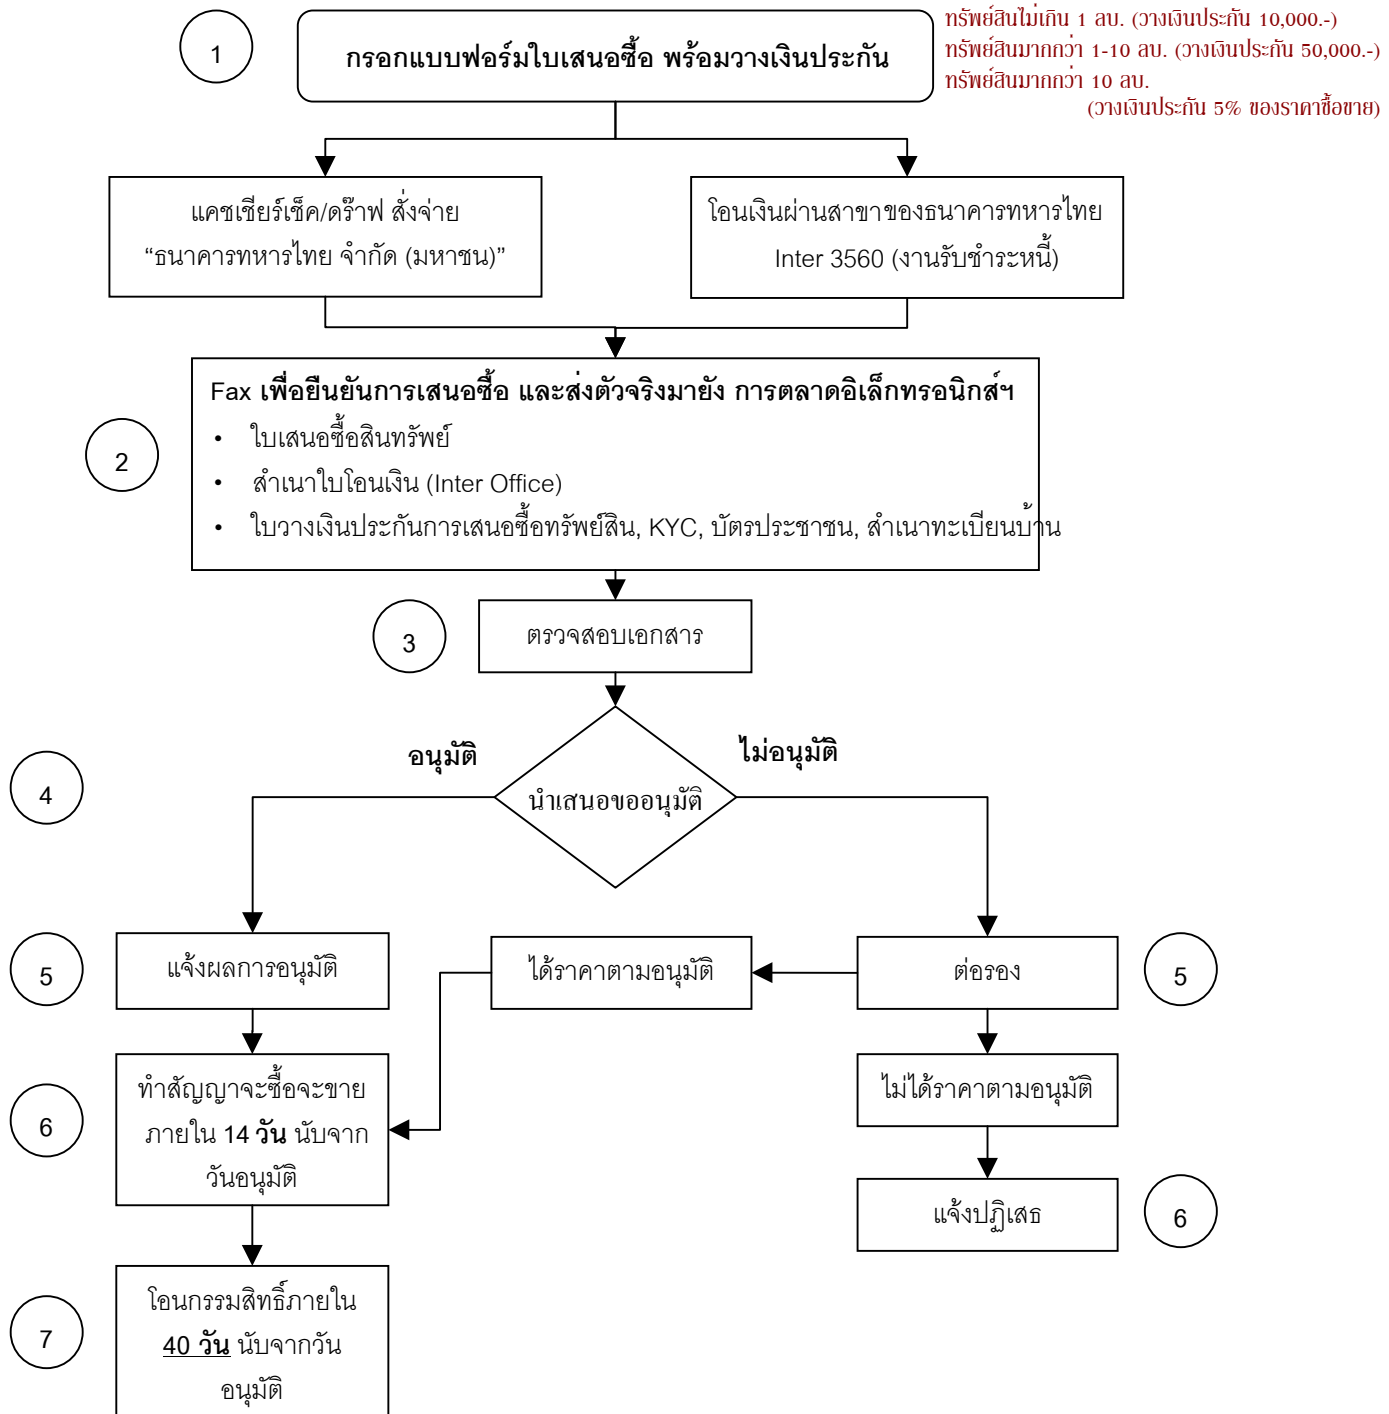 1
กรอกแบบฟอร์มใบเสนอซื้อ พร้อมวางเงินประกัน
ทรัพย์สินไม่เกิน 1 ลบ. (วางเงินประกัน 10,000.-)
ทรัพย์สินมากกว่า 1-10 ลบ. (วางเงินประกัน 50,000.-)
ทรัพย์สินมากกว่า 10 ลบ.
(วางเงินประกัน 5% ของราคาซื้อขาย)
แคชเชียร์เช็ค/ดร๊าฟ สั่งจ่าย
“ธนาคารทหารไทย จำกัด (มหาชน)”
โอนเงินผ่านสาขาของธนาคารทหารไทย
Inter 3560 (งานรับชำระหนี้)
2
Fax เพื่อยืนยันการเสนอซื้อ และส่งตัวจริงมายัง การตลาดอิเล็กทรอนิกส์ฯ
• ใบเสนอซื้อสินทรัพย์
• สำเนาใบโอนเงิน (Inter Office)
• ใบวางเงินประกันการเสนอซื้อทรัพย์สิน, KYC, บัตรประชาชน, สำเนาทะเบียนบ้าน
3
ตรวจสอบเอกสาร
4
อนุมัติ
ไม่อนุมัติ
นำเสนอขออนุมัติ
5
แจ้งผลการอนุมัติ
ได้ราคาตามอนุมัติ
ต่อรอง
5
6
ทำสัญญาจะซื้อจะขาย
ภายใน 14 วัน นับจาก
วันอนุมัติ
ไม่ได้ราคาตามอนุมัติ
แจ้งปฏิเสธ
6
7
โอนกรรมสิทธิ์ภายใน
40 วัน นับจากวัน
อนุมัติ